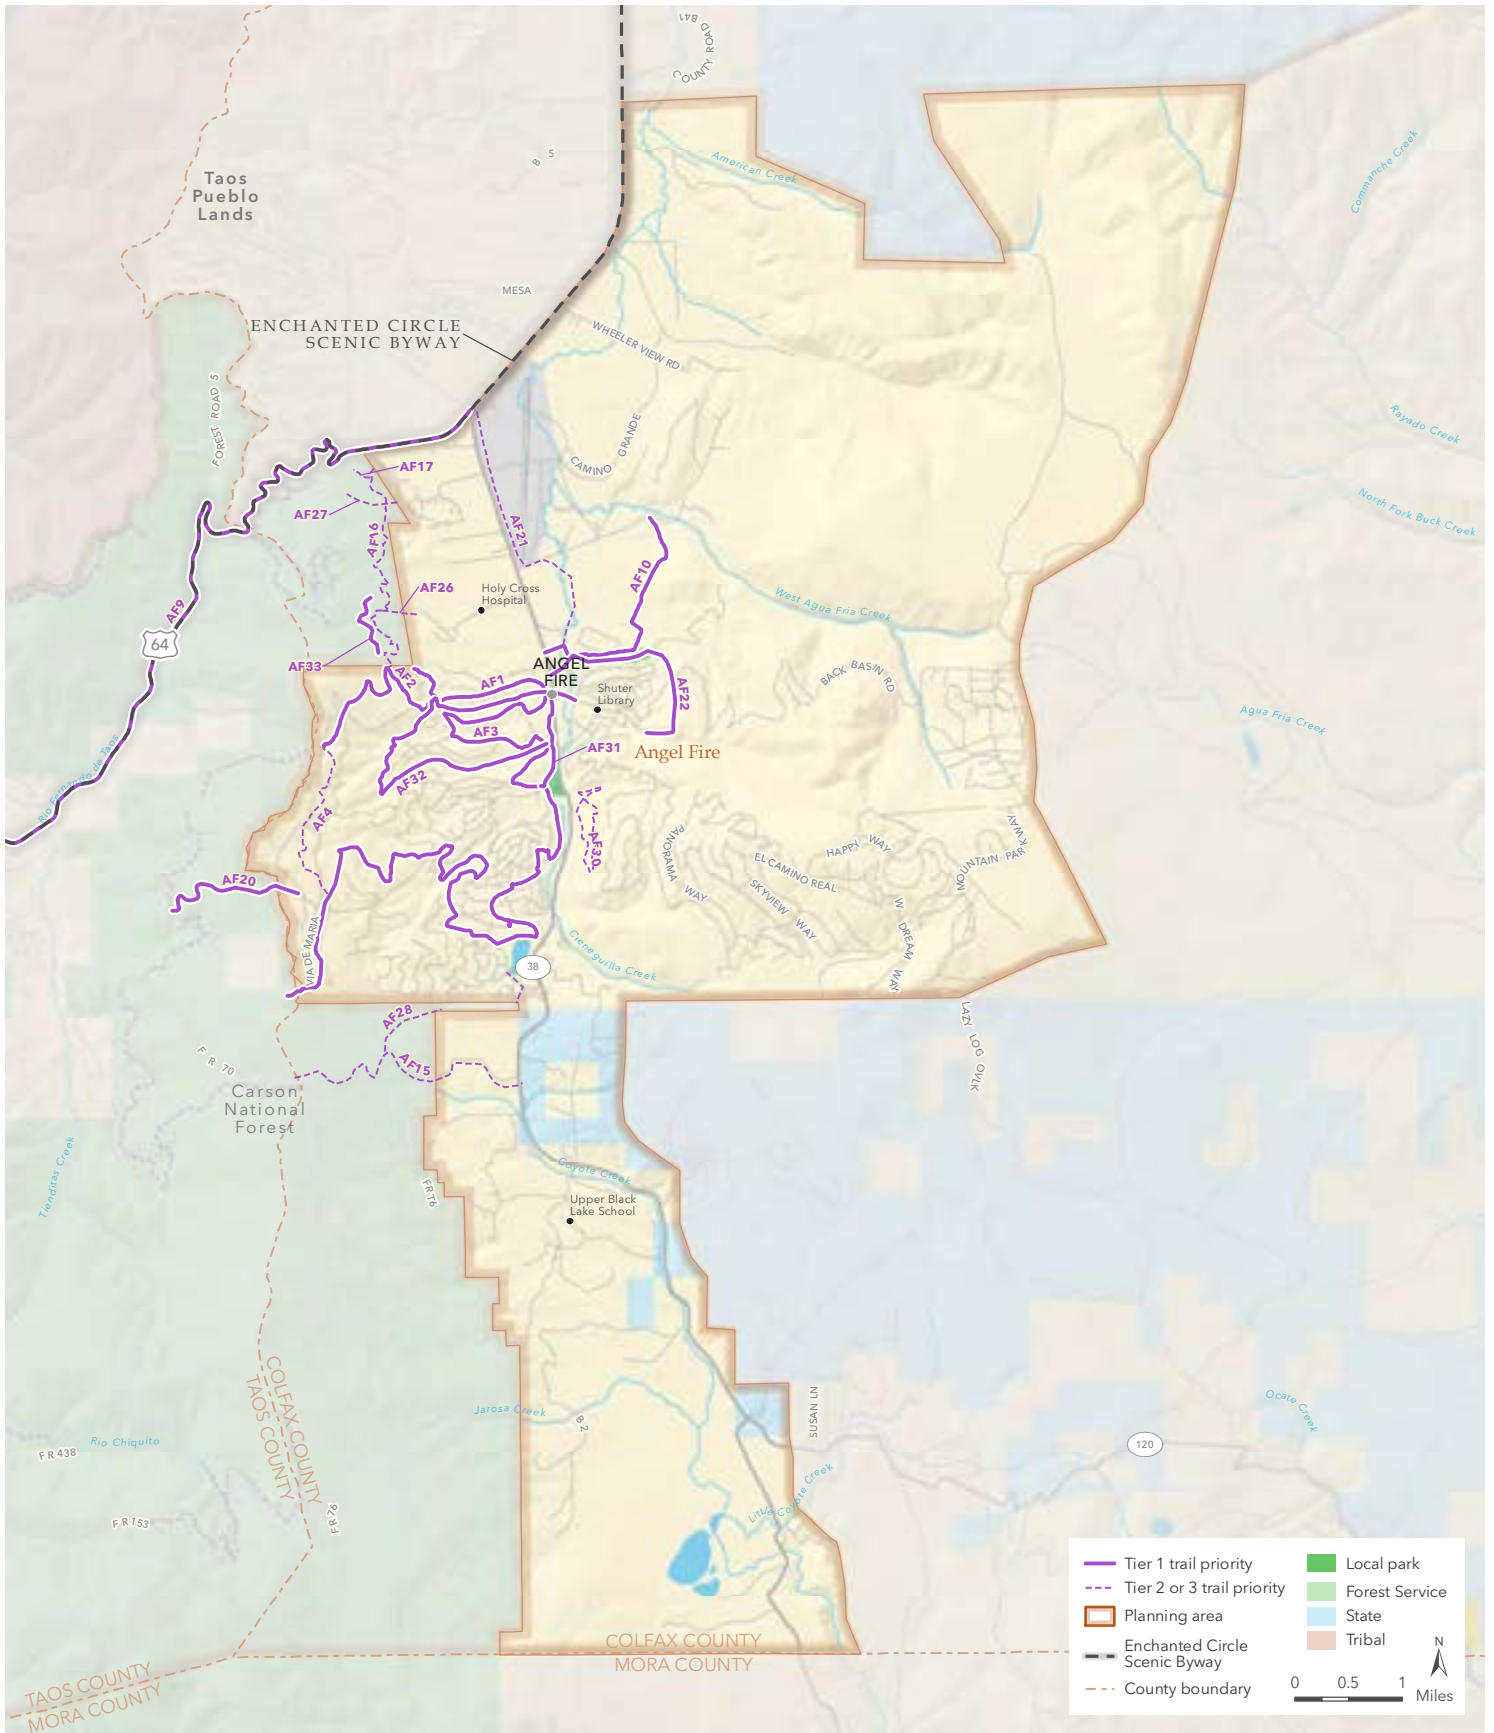 COUNTY ROAD B41
American Creek
B 5
Commanche Creek
Taos
Pueblo
Lands
MESA
ENCHANTED CIRCLE
SCENIC BYWAY
WHEELER VIEW RD
FOREST ROAD 5
CAMINO GRANDE
Rayado Creek
North Fork Buck Creek
AF17
AF27
AF16
AF21
AF10
AF26
Holy Cross
Hospital
West Agua Fria Creek
AF9
64
AF33
AF2
AF1
ANGEL
FIRE
Shuter
Library
AF22
BACK BASIN RD
Agua Fria Creek
AF3
AF31
Angel Fire
AF32
Rio Fernando de Taos
AF4
AF30
PANORAMA WAY
EL CAMINO REAL
HAPPY WAY
SKYVIEW WAY
MOUNTAIN PARK WAY
W DREAM WAY
AF20
VIA DE MARIA
Cieneguilla Creek
38
LAZY LOG OVLK
AF28
AF15
F R 70
Carson
National
Forest
Tienditas Creek
FR T6
Coyote Creek
Upper Black
Lake School
COLFAX COUNTY
TAOS COUNTY
Jarosa Creek
B 2
SUSAN LN
Ocate Creek
120
Rio Chiquito
F R 438
F R 153
FR 76
Little Coyote Creek
COLFAX COUNTY
MORA COUNTY
TAOS COUNTY
MORA COUNTY
Tier 1 trail priority
Tier 2 or 3 trail priority
Planning area
Enchanted Circle
Scenic Byway
County boundary
Local park
Forest Service
State
Tribal
N
0 0.5 1
Miles